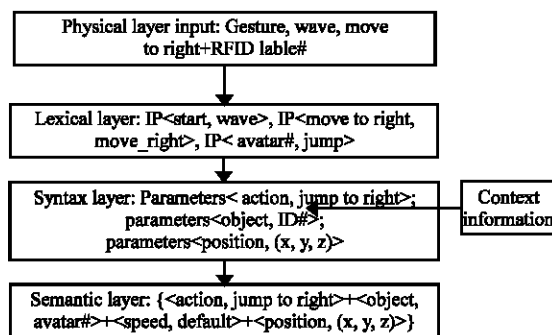 Physical layer input: Gesture, wave, move
to right+RFID lable#
Lexical layer: IP<start, wave>, IP<move to right,
move_right>, IP< avatar#, jump>
Syntax layer: Parameters< action, jump to right>;
parameters<object, ID#>;
parameters<position, (x, y, z)>
Context
information
Semantic layer: {<action, jump to right>+<object,
avatar#>+<speed, default>+<position, (x, y, z)>}